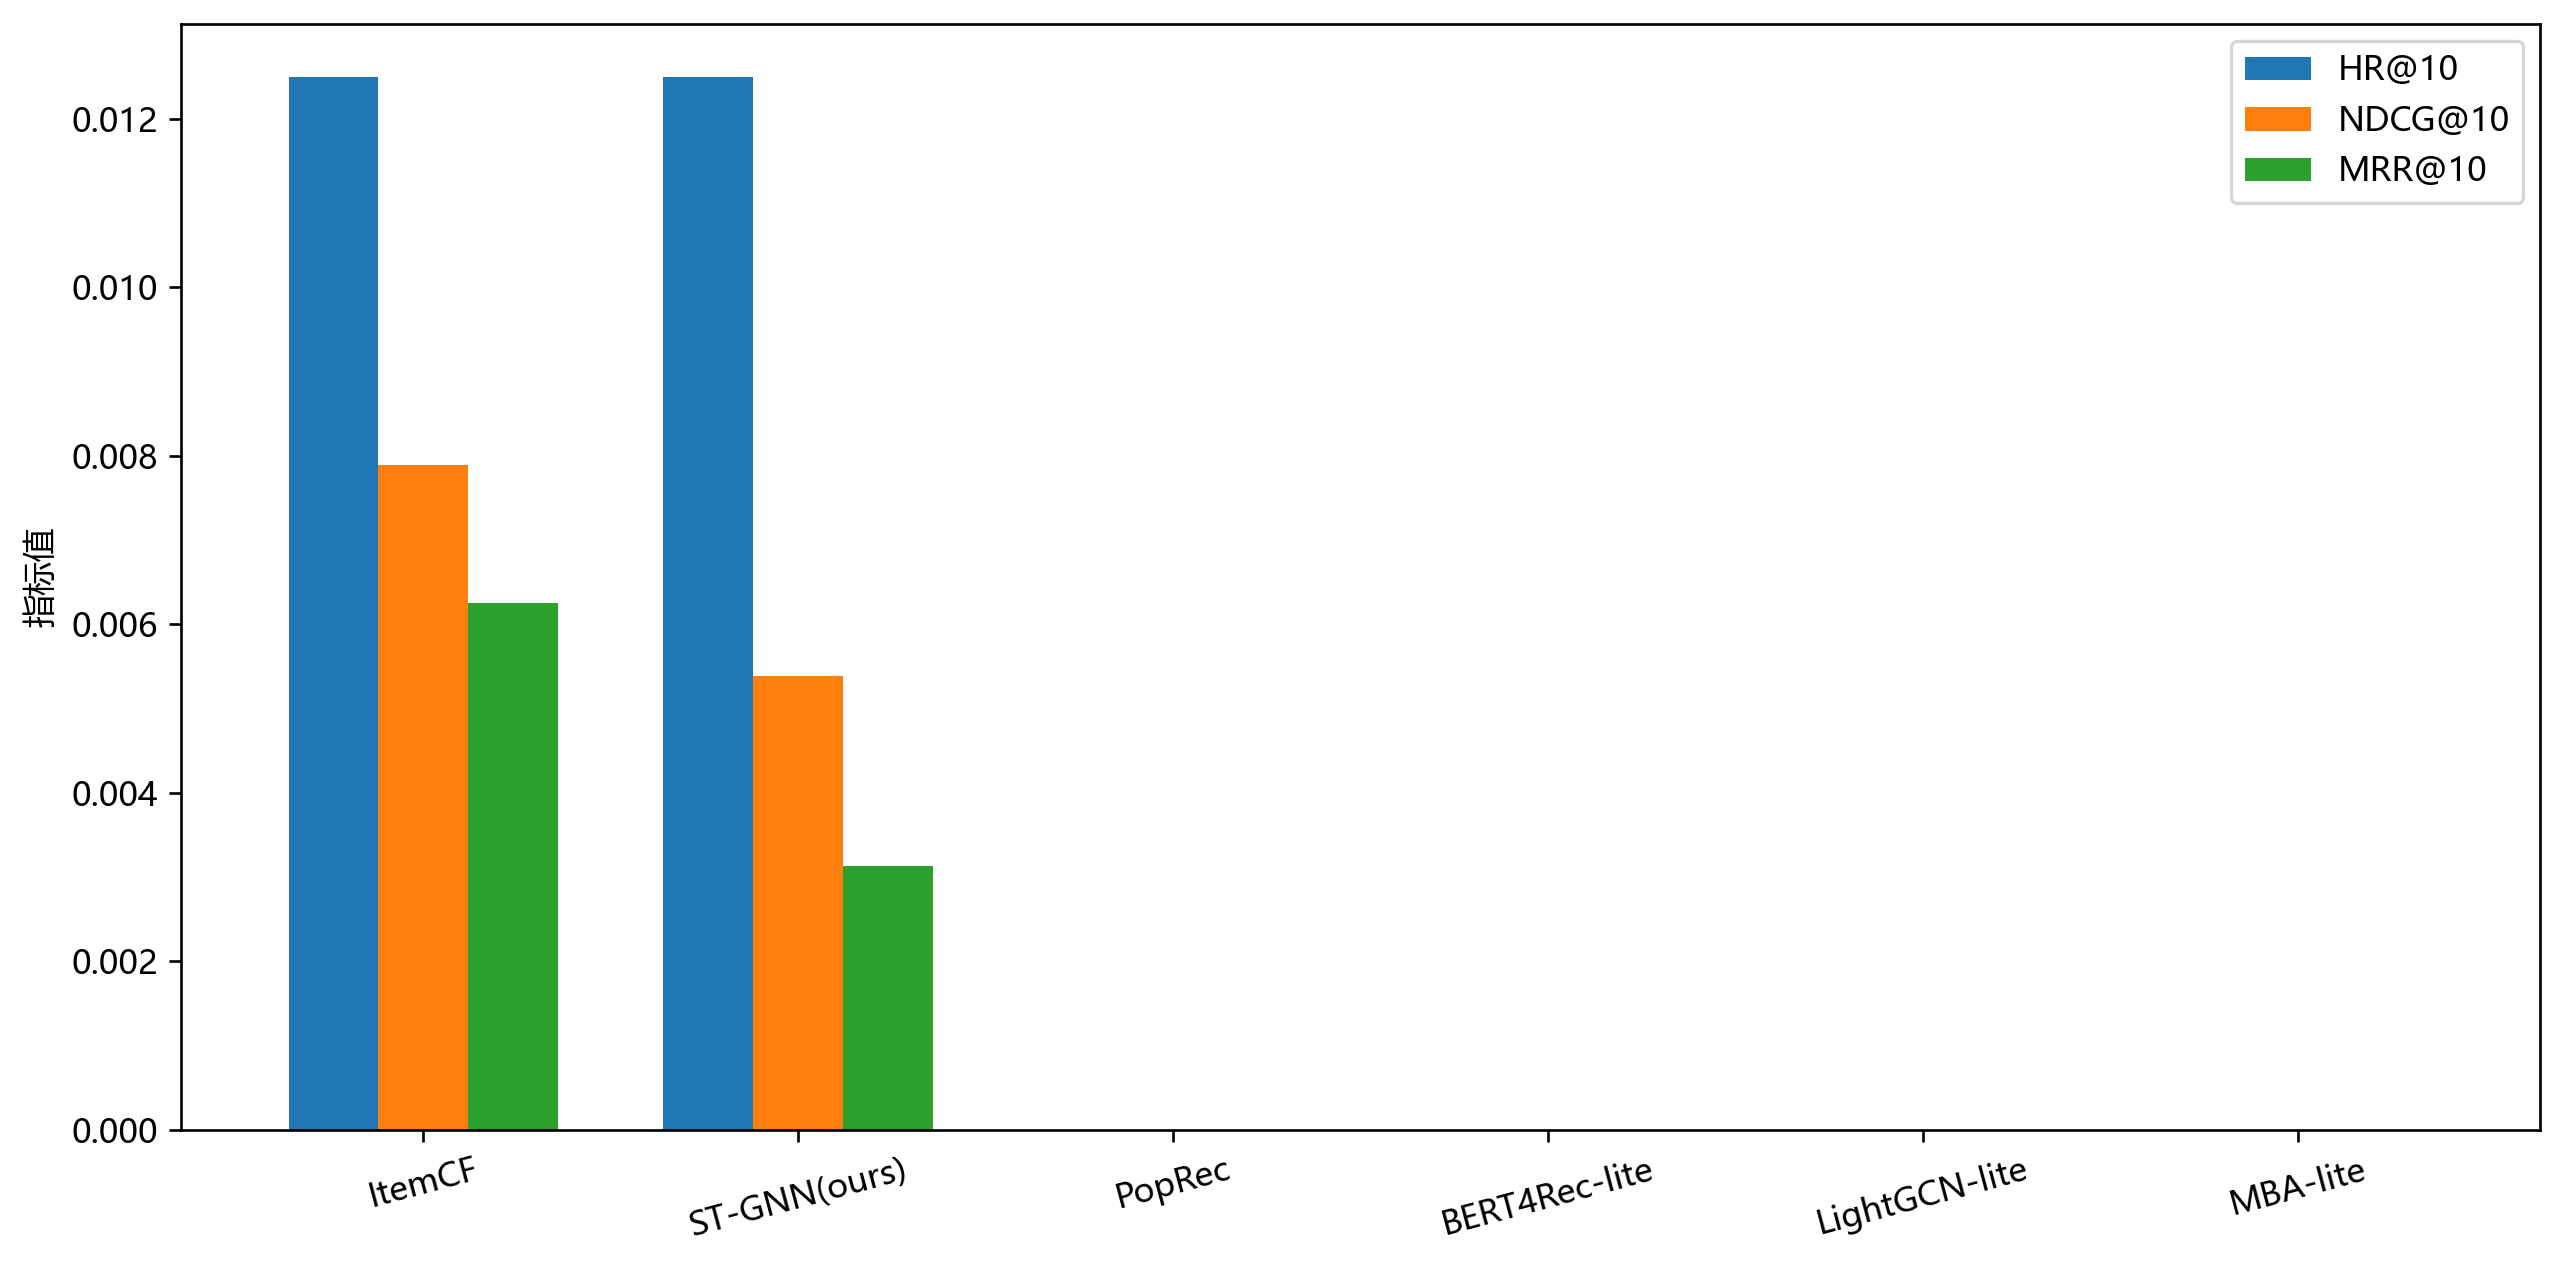 HR@10
NDCG@10
MRR@10
指标值
0.012
0.010
0.008
0.006
0.004
0.002
0.000
ItemCF
ST-GNN(ours)
PopRec
BERT4Rec-lite
LightGCN-lite
MBA-lite